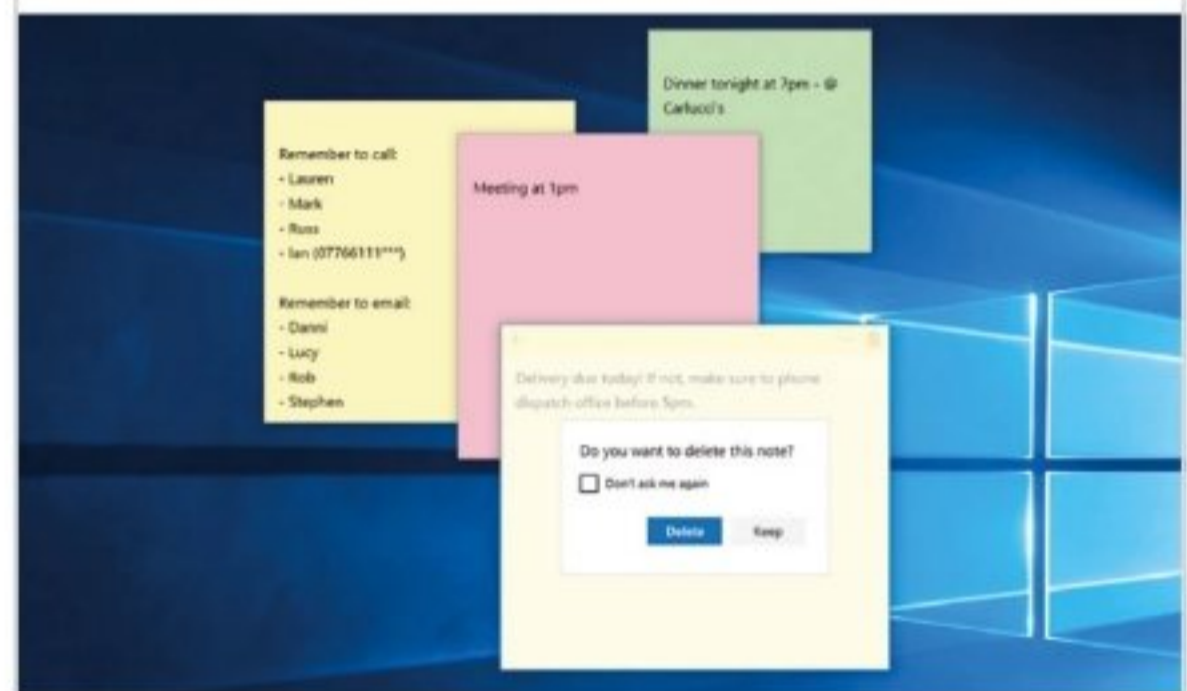 Dinner tonight at 7pm - @
Carlucci's
Remember to call:
- Lauren
- Mark
- Russ
- Ian (07766111***)
Remember to email:
- Danni
- Lucy
- Rob
- Stephen
Meeting at 1pm
Delivery due today! If not, make sure to phone
dispatch office before 5pm.
Do you want to delete this note?
Don't ask me again
Delete
Keep